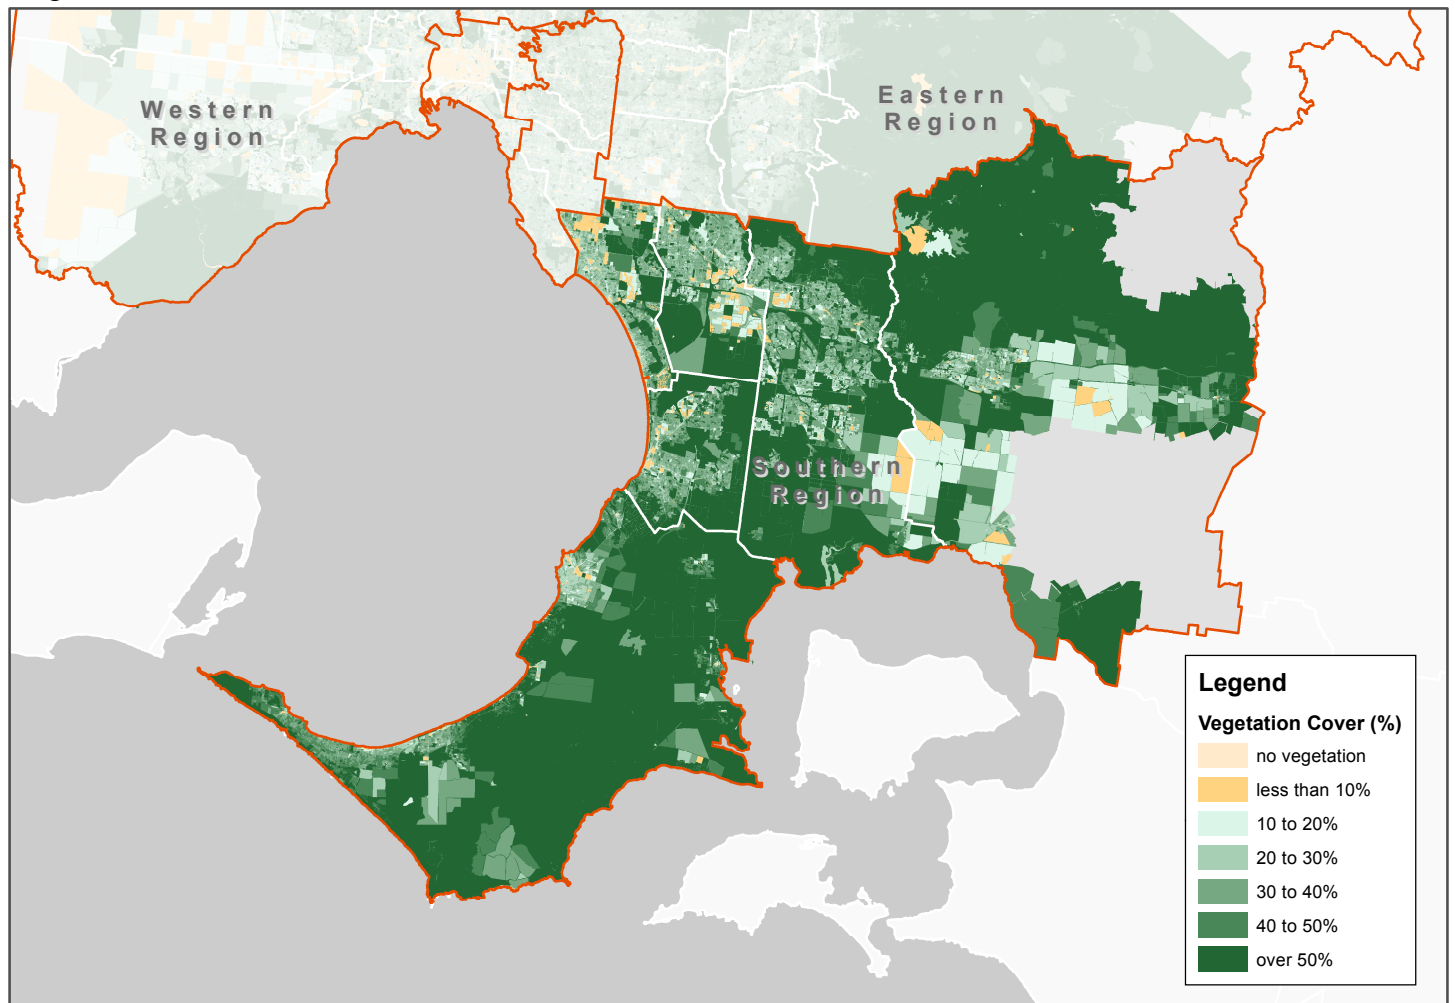 Western
Region
Eastern
Region
Southern
Region
Legend
Vegetation Cover (%)
no vegetation
less than 10%
10 to 20%
20 to 30%
30 to 40%
40 to 50%
over 50%